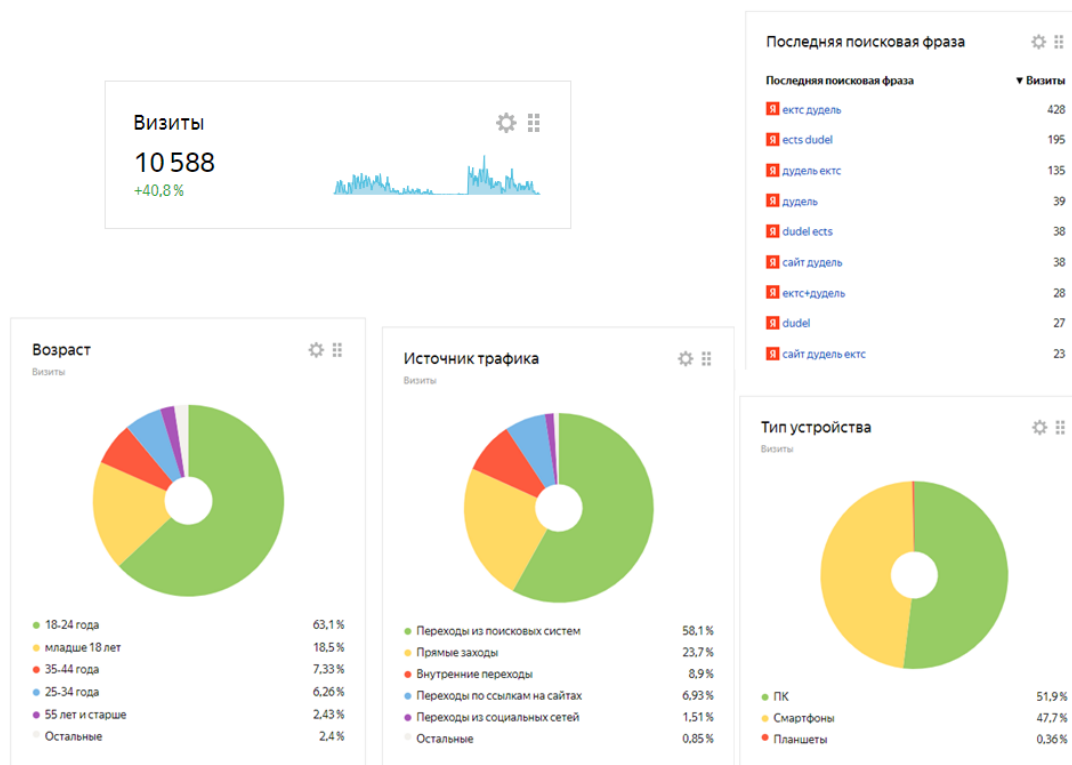 Визиты
10 588
+40,8 %
Последняя поисковая фраза
Последняя поисковая фраза ▼ Визиты
Я ектс дудель 428
Я ects dudel 195
Я дудель ектс 135
Я дудель 39
Я dudel ects 38
Я сайт дудель 38
Я ектс+дудель 28
Я dudel 27
Я сайт дудель ектс 23
Возраст
Визиты
18-24 года 63,1 %
младше 18 лет 18,5 %
35-44 года 7,33 %
25-34 года 6,26 %
55 лет и старше 2,43 %
Остальные 2,4 %
Источник трафика
Визиты
Переходы из поисковых систем 58,1 %
Прямые заходы 23,7 %
Внутренние переходы 8,9 %
Переходы по ссылкам на сайтах 6,93 %
Переходы из социальных сетей 1,51 %
Остальные 0,85 %
Тип устройства
Визиты
ПК 51,9 %
Смартфоны 47,7 %
Планшеты 0,36 %